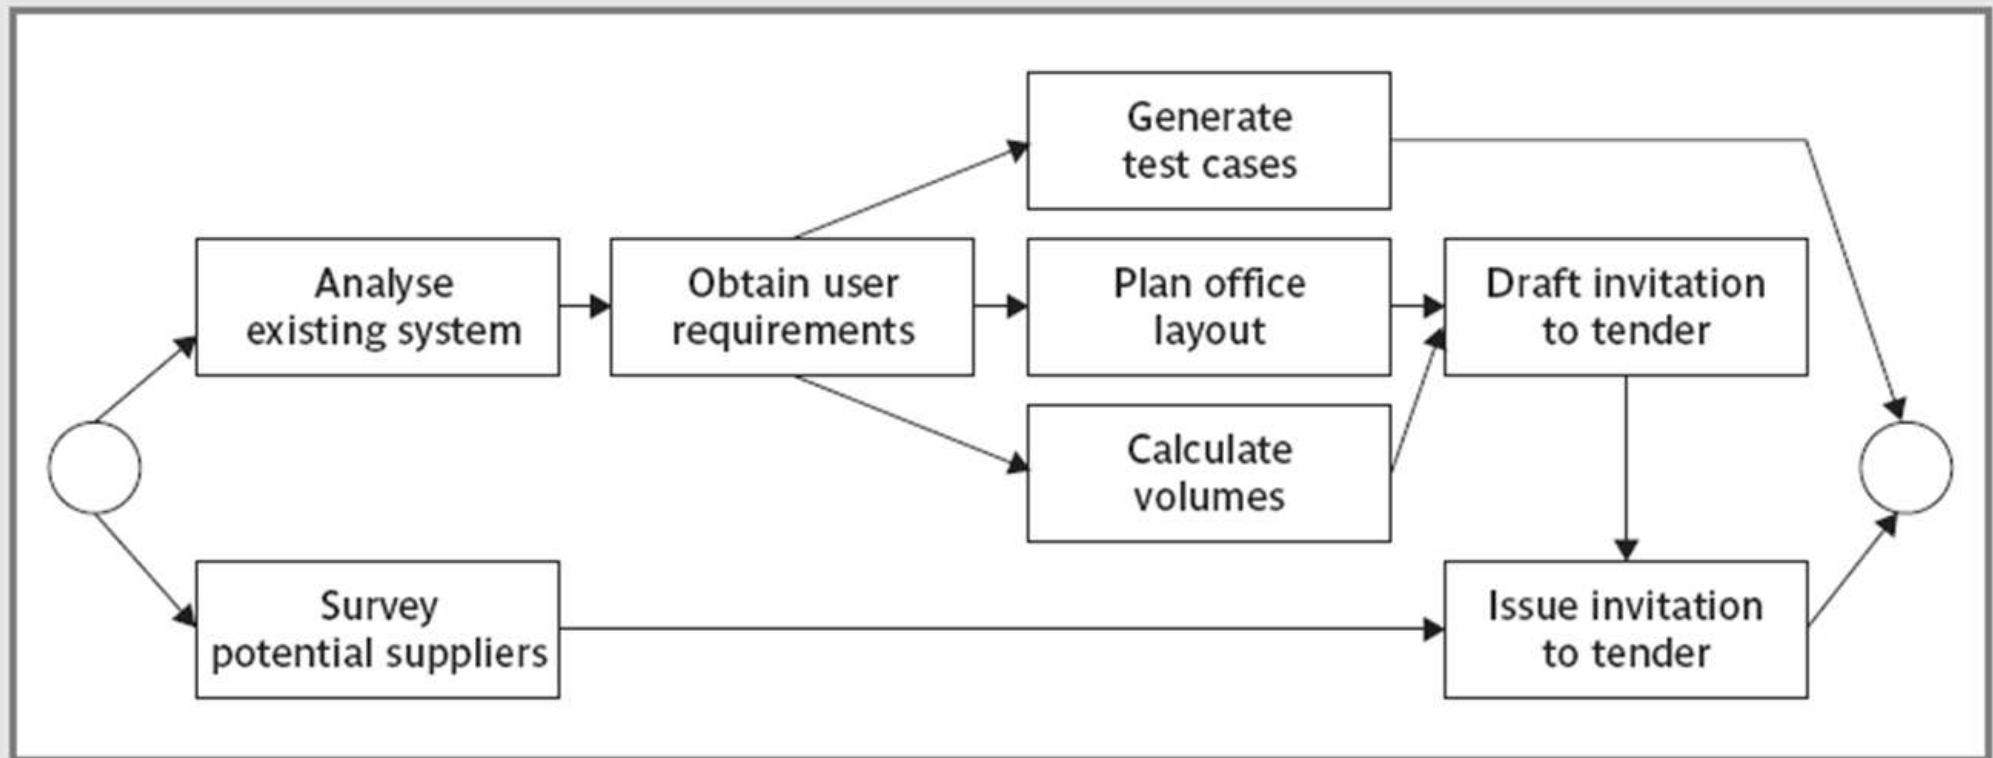 Generate
test cases
Analyse
existing system
Obtain user
requirements
Plan office
layout
Draft invitation
to tender
Calculate
volumes
Survey
potential suppliers
Issue invitation
to tender